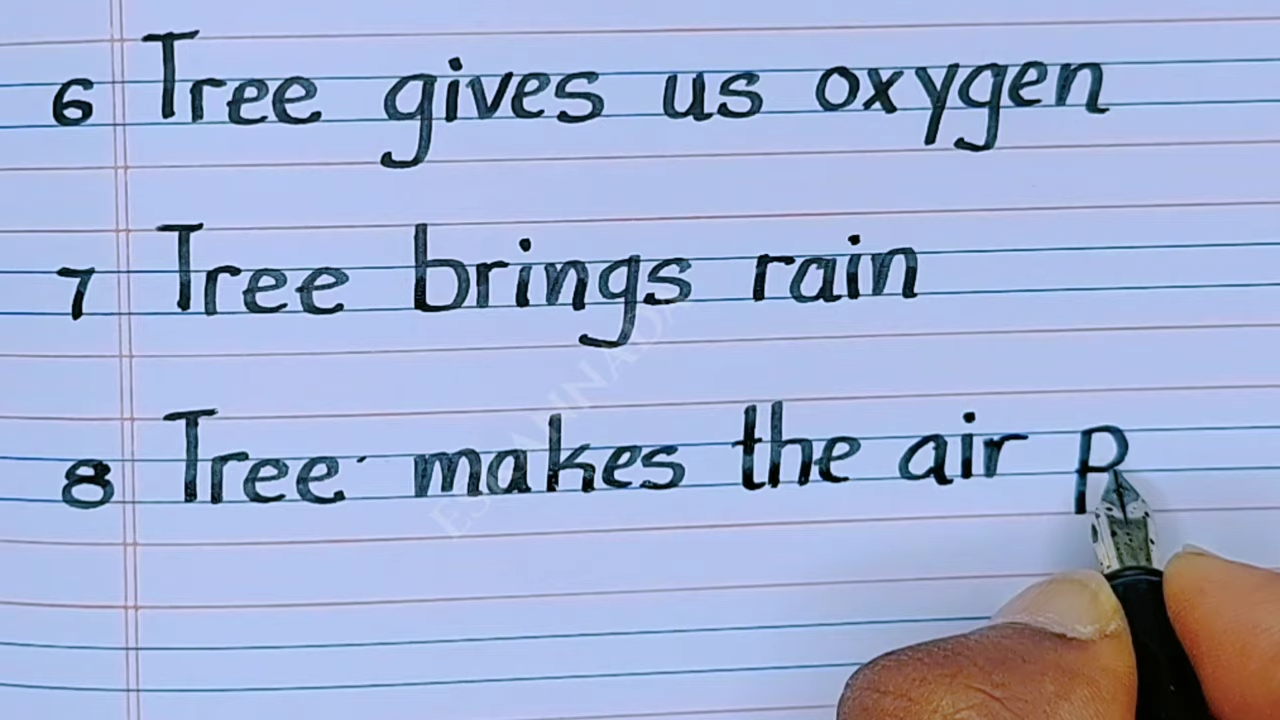 6 Tree gives us oxygen
7 Tree brings rain
8 Tree makes the air p